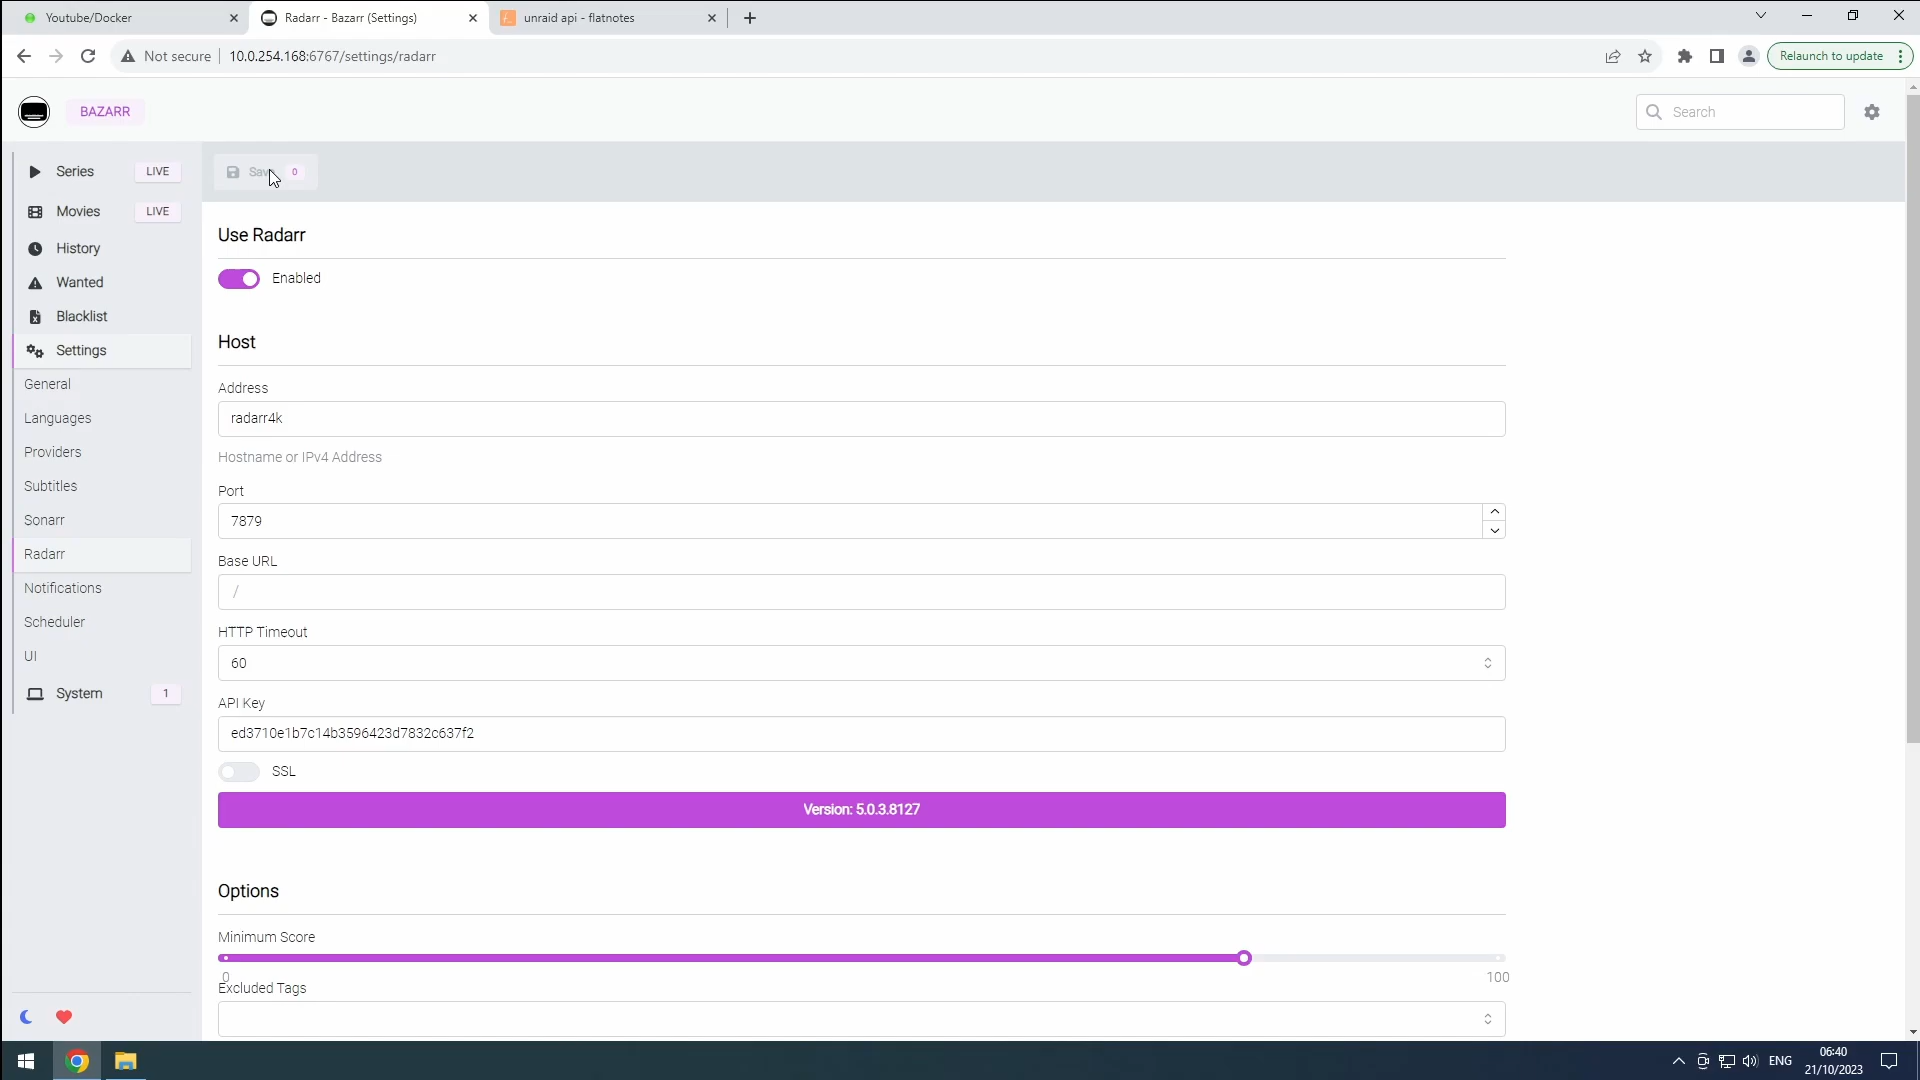 Youtube/Docker
Radarr - Bazarr (Settings)
unraid api - flatnotes
Not secure
10.0.254.168:6767/settings/radarr
Relaunch to update
BAZARR
Search
Series
LIVE
Movies
LIVE
History
Wanted
Blacklist
Settings
General
Languages
Providers
Subtitles
Sonarr
Radarr
Notifications
Scheduler
UI
System
1
0
Use Radarr
Enabled
Host
Address
radarr4k
Hostname or IPv4 Address
Port
7879
Base URL
/
HTTP Timeout
60
API Key
ed3710e1b7c14b3596423d7832c637f2
SSL
Version: 5.0.3.8127
Options
Minimum Score
0
100
Excluded Tags
ENG
06:40
21/10/2023